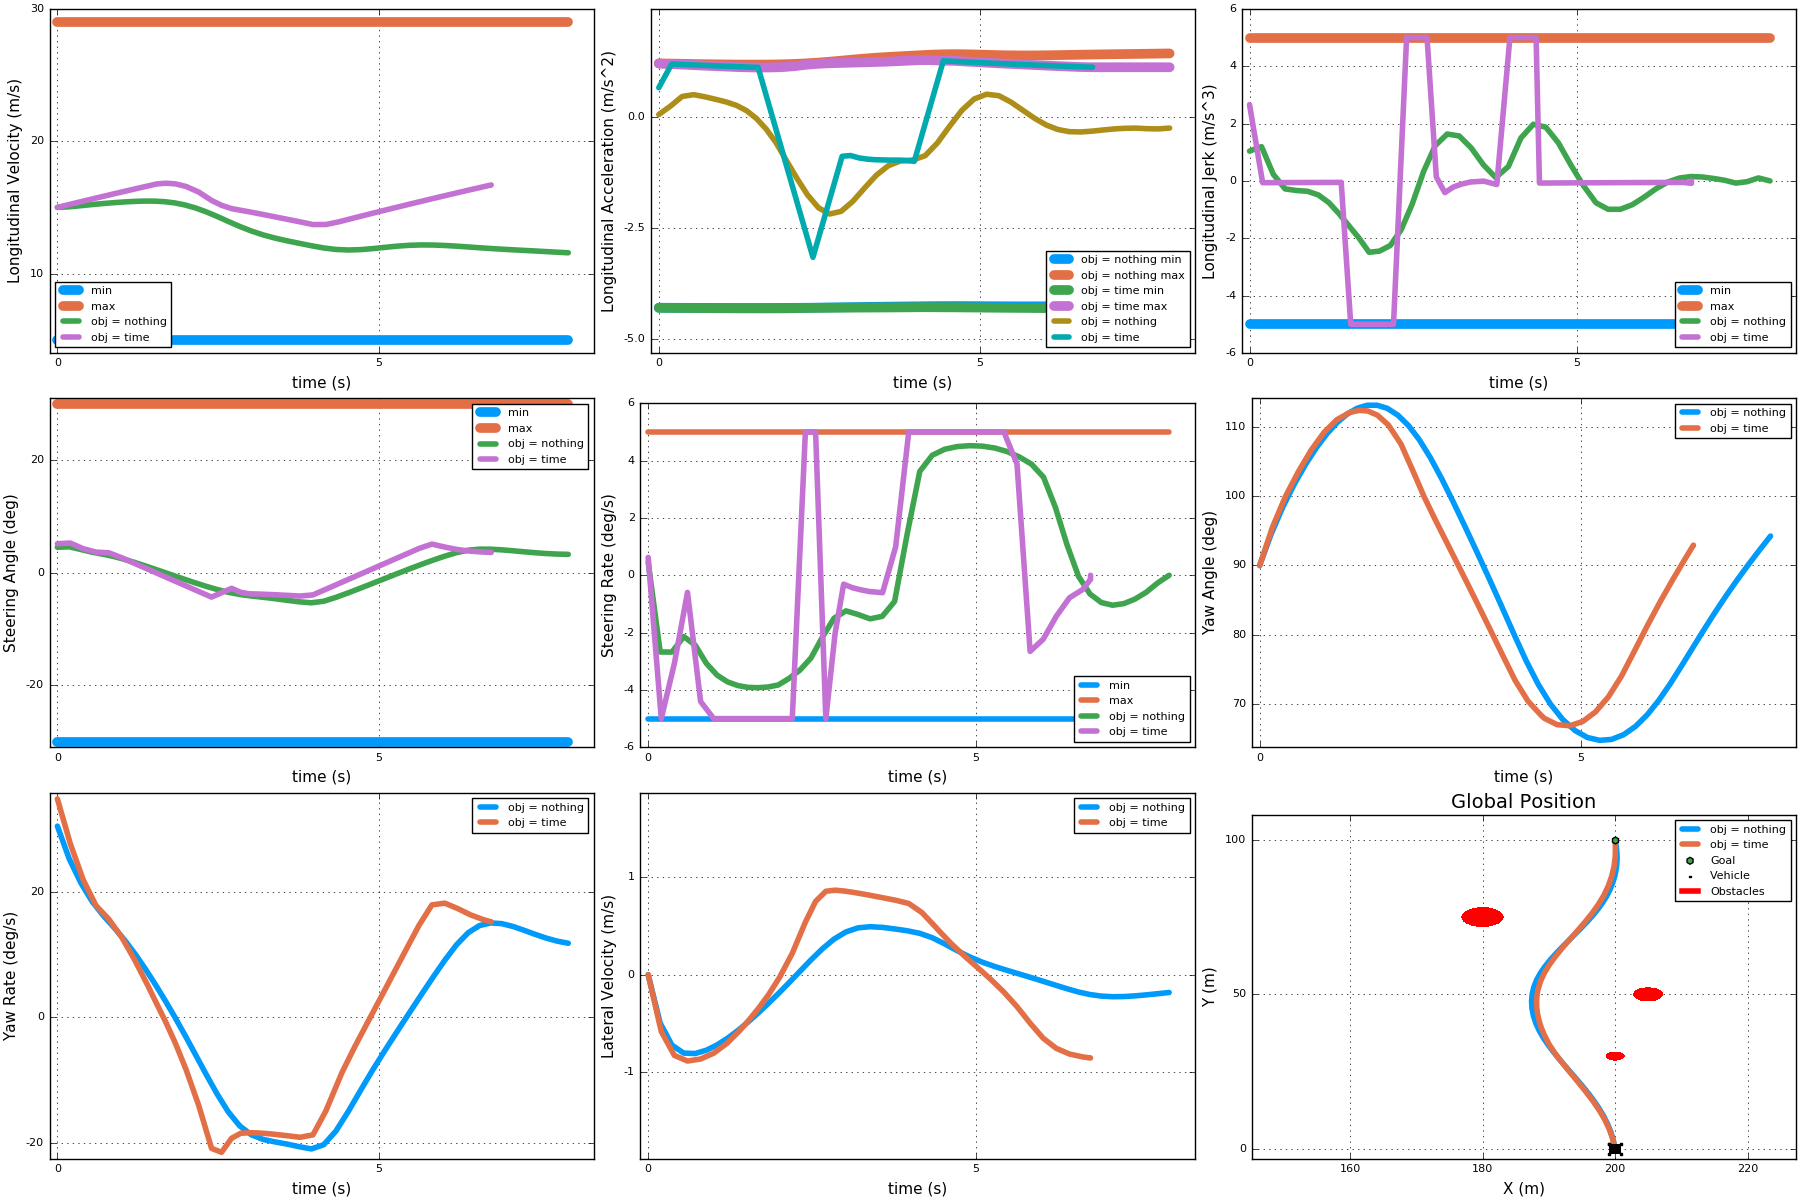 Longitudinal Velocity (m/s)
30
20
10
0
5
time (s)
min
max
obj = nothing
obj = time
Longitudinal Acceleration (m/s^2)
0.0
-2.5
-5.0
0
5
time (s)
obj = nothing min
obj = nothing max
obj = time min
obj = time max
obj = nothing
obj = time
Longitudinal Jerk (m/s^3)
6
4
2
0
-2
-4
-6
0
5
time (s)
min
max
obj = nothing
obj = time
Steering Angle (deg)
20
0
-20
0
5
time (s)
min
max
obj = nothing
obj = time
Steering Rate (deg/s)
6
4
2
0
-2
-4
-6
0
5
time (s)
min
max
obj = nothing
obj = time
Yaw Angle (deg)
110
100
90
80
70
0
5
time (s)
obj = nothing
obj = time
Yaw Rate (deg/s)
20
0
-20
0
5
time (s)
obj = nothing
obj = time
Lateral Velocity (m/s)
1
0
-1
0
5
time (s)
obj = nothing
obj = time
Global Position
Y (m)
100
50
0
160
180
200
220
X (m)
obj = nothing
obj = time
Goal
Vehicle
Obstacles